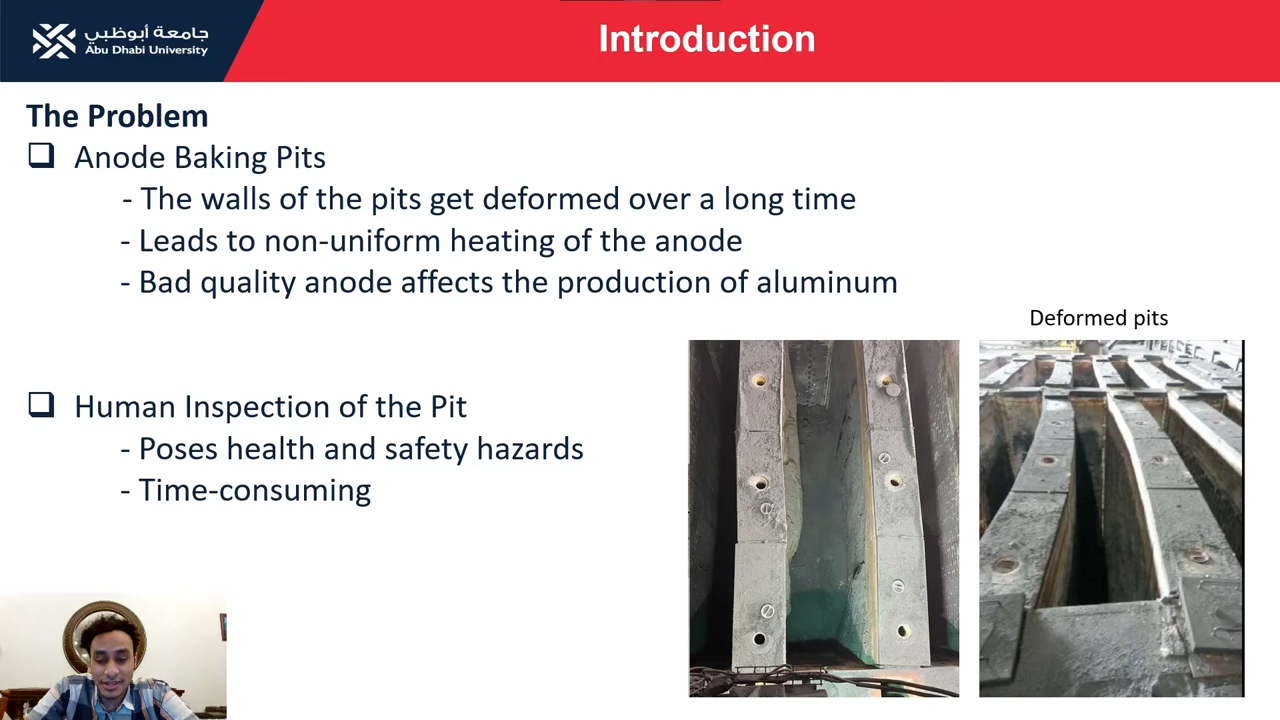 جامعة أبوظبي
Abu Dhabi University
Introduction
The Problem
Anode Baking Pits
- The walls of the pits get deformed over a long time
- Leads to non-uniform heating of the anode
- Bad quality anode affects the production of aluminum
Deformed pits
Human Inspection of the Pit
- Poses health and safety hazards
- Time-consuming